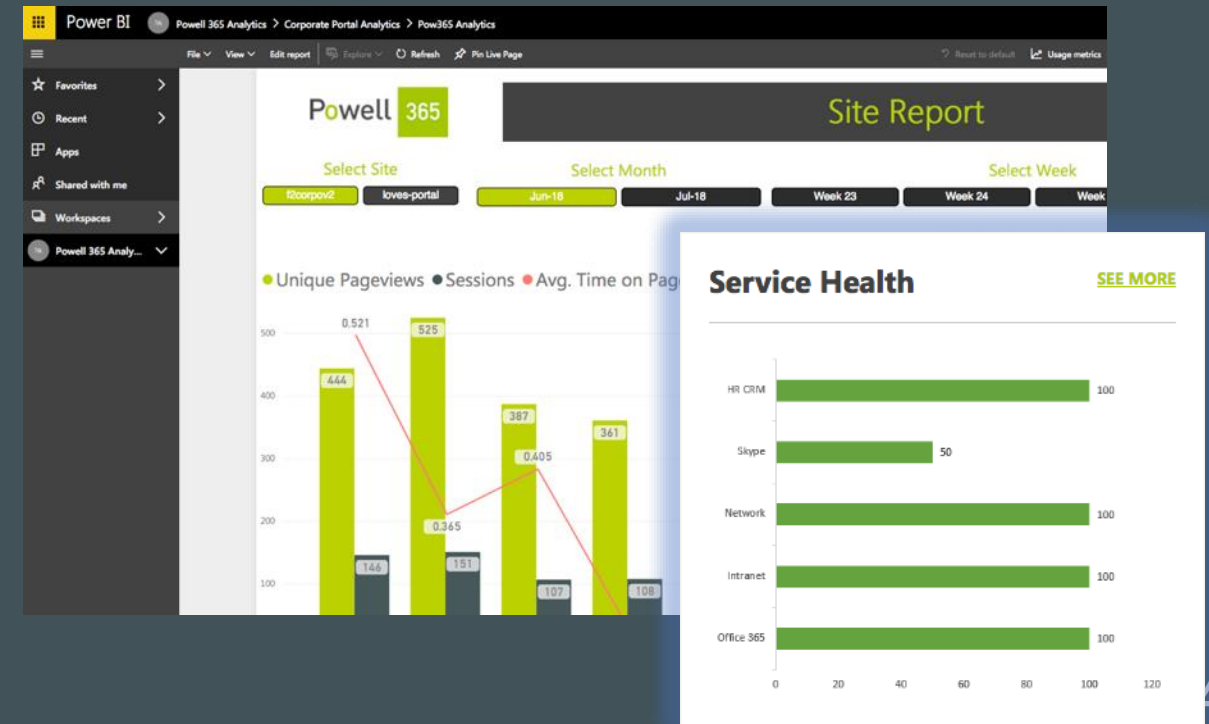 Power BI
Powell 365 Analytics > Corporate Portal Analytics > Pow365 Analytics
File View Edit report Explore Refresh Pin Live Page Reset to default Usage metrics
Favorites
Recent
Apps
Shared with me
Workspaces
Powell 365 Analy...
Powell 365
Site Report
Select Site
Select Month
Select Week
f2corpov2
loves-portal
Jun-18
Jul-18
Week 23
Week 24
Week
Unique Pageviews Sessions Avg. Time on Pag
500
400
300
200
100
0.521
525
444
387
361
0.405
0.365
146
151
107
108
Service Health
SEE MORE
HR CRM
100
Skype
50
Network
100
Intranet
100
Office 365
100
0 20 40 60 80 100 120